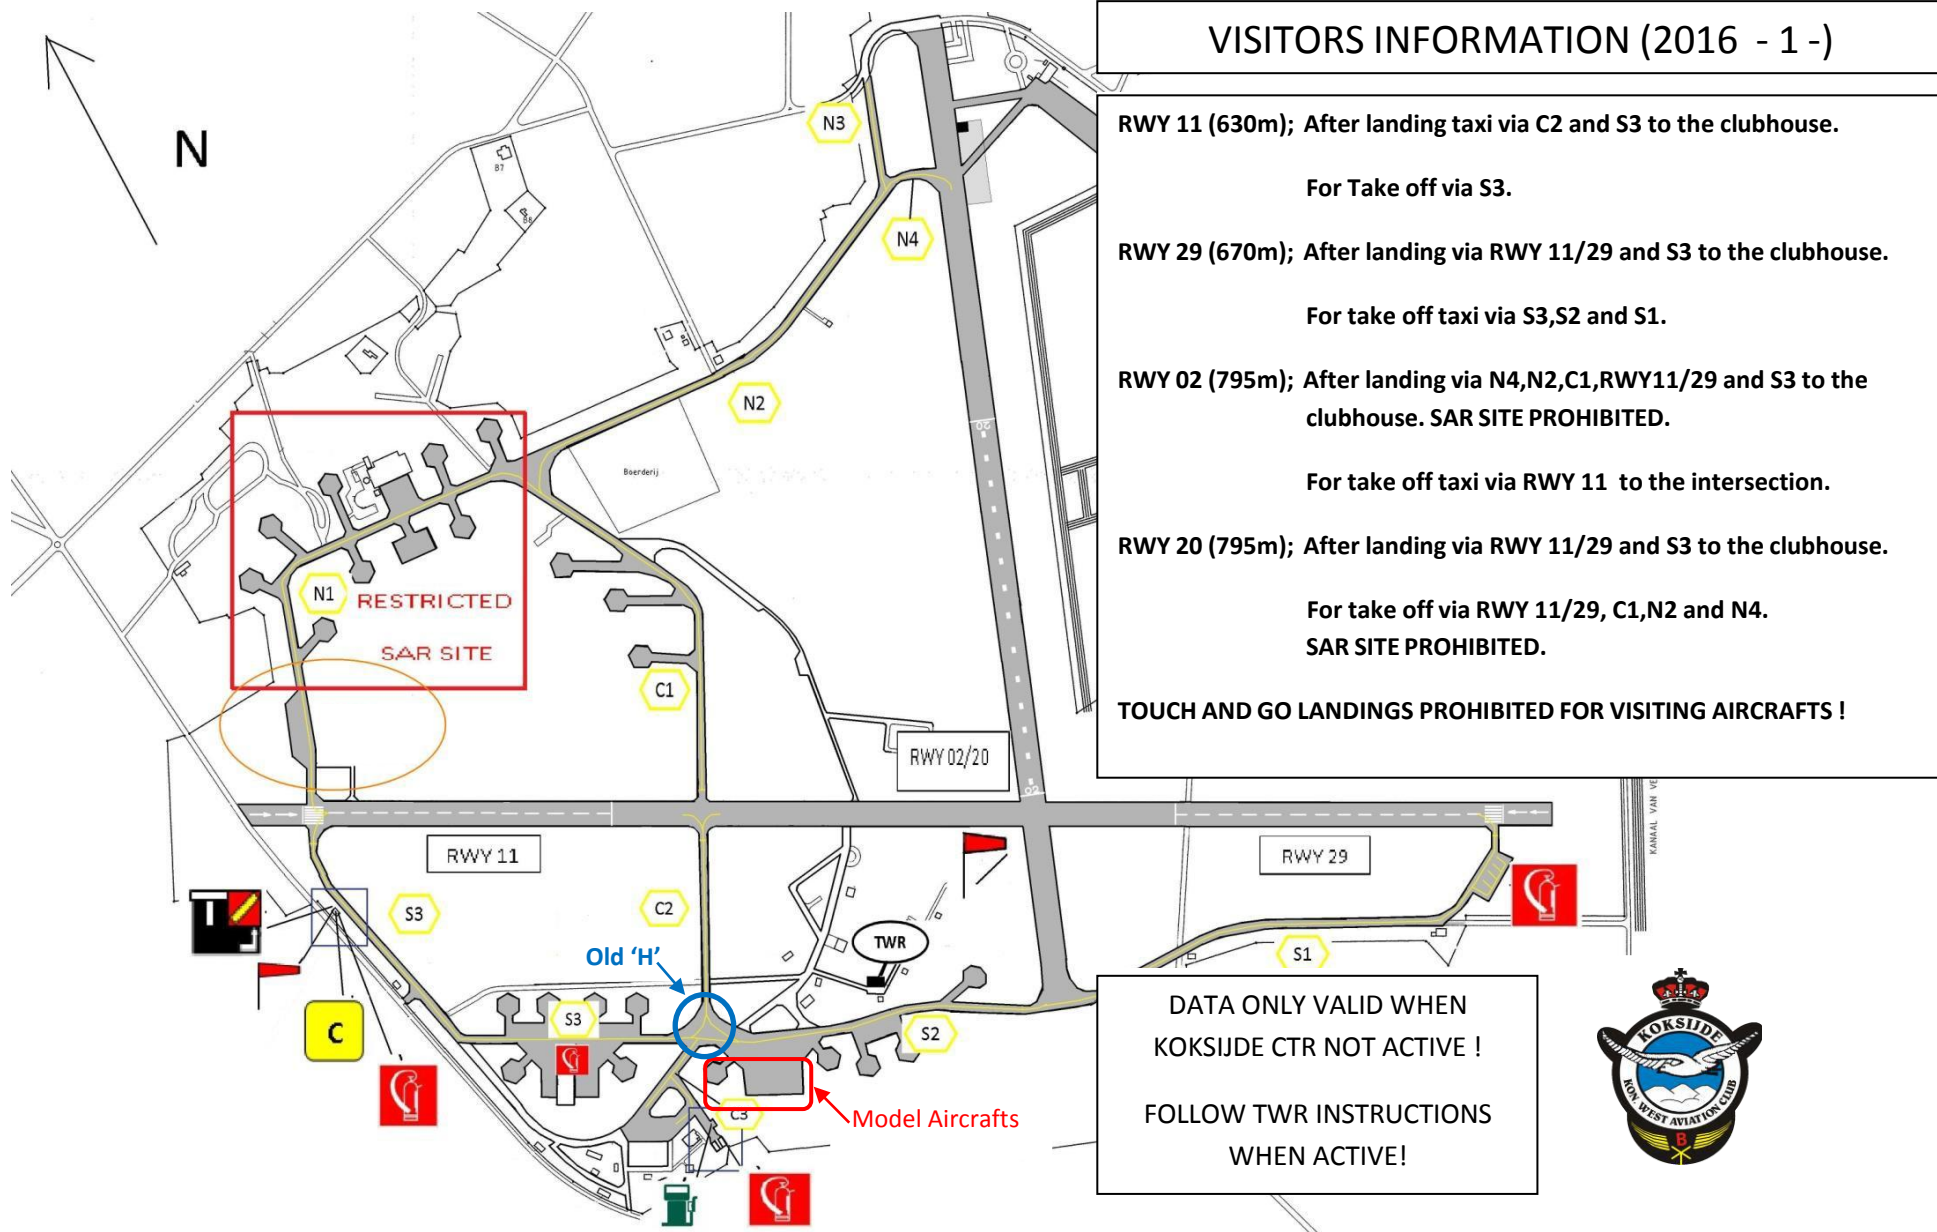 VISITORS INFORMATION (2016 - 1 -)
RWY 11 (630m); After landing taxi via C2 and S3 to the clubhouse.
For Take off via S3.
RWY 29 (670m); After landing via RWY 11/29 and S3 to the clubhouse.
For take off taxi via S3,S2 and S1.
RWY 02 (795m); After landing via N4,N2,C1,RWY11/29 and S3 to the
clubhouse. SAR SITE PROHIBITED.
For take off taxi via RWY 11 to the intersection.
RWY 20 (795m); After landing via RWY 11/29 and S3 to the clubhouse.
For take off via RWY 11/29, C1,N2 and N4.
SAR SITE PROHIBITED.
TOUCH AND GO LANDINGS PROHIBITED FOR VISITING AIRCRAFTS !
N
N3
N4
B7
B6
N2
20
Boerderij
N1
RESTRICTED
SAR SITE
C1
RWY 02/20
02
KANAAL VAN VE
RWY 11
RWY 29
S3
C2
TWR
S1
Old ‘H’
C
S3
S2
C3
Model Aircrafts
DATA ONLY VALID WHEN
KOKSIJDE CTR NOT ACTIVE !
FOLLOW TWR INSTRUCTIONS
WHEN ACTIVE!
KOKSIJDE
KON. WEST AVIATION CLUB
B